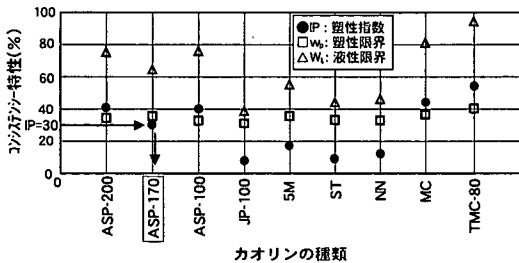 コンシステンシー特性(%)
100
80
60
40
IP=30
20
0
0
IP : 塑性指数
Wp : 塑性限界
WL : 液性限界
ASP-200
ASP-170
ASP-100
JP-100
5M
ST
NN
MC
TMC-80
カオリンの種類